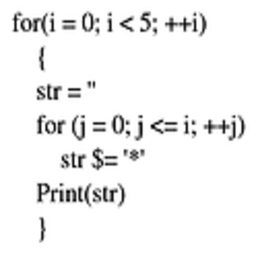 for(i = 0; i < 5; ++i)
{
str = ''
for (j = 0; j <= i; ++j)
str $= '*'
Print(str)
}